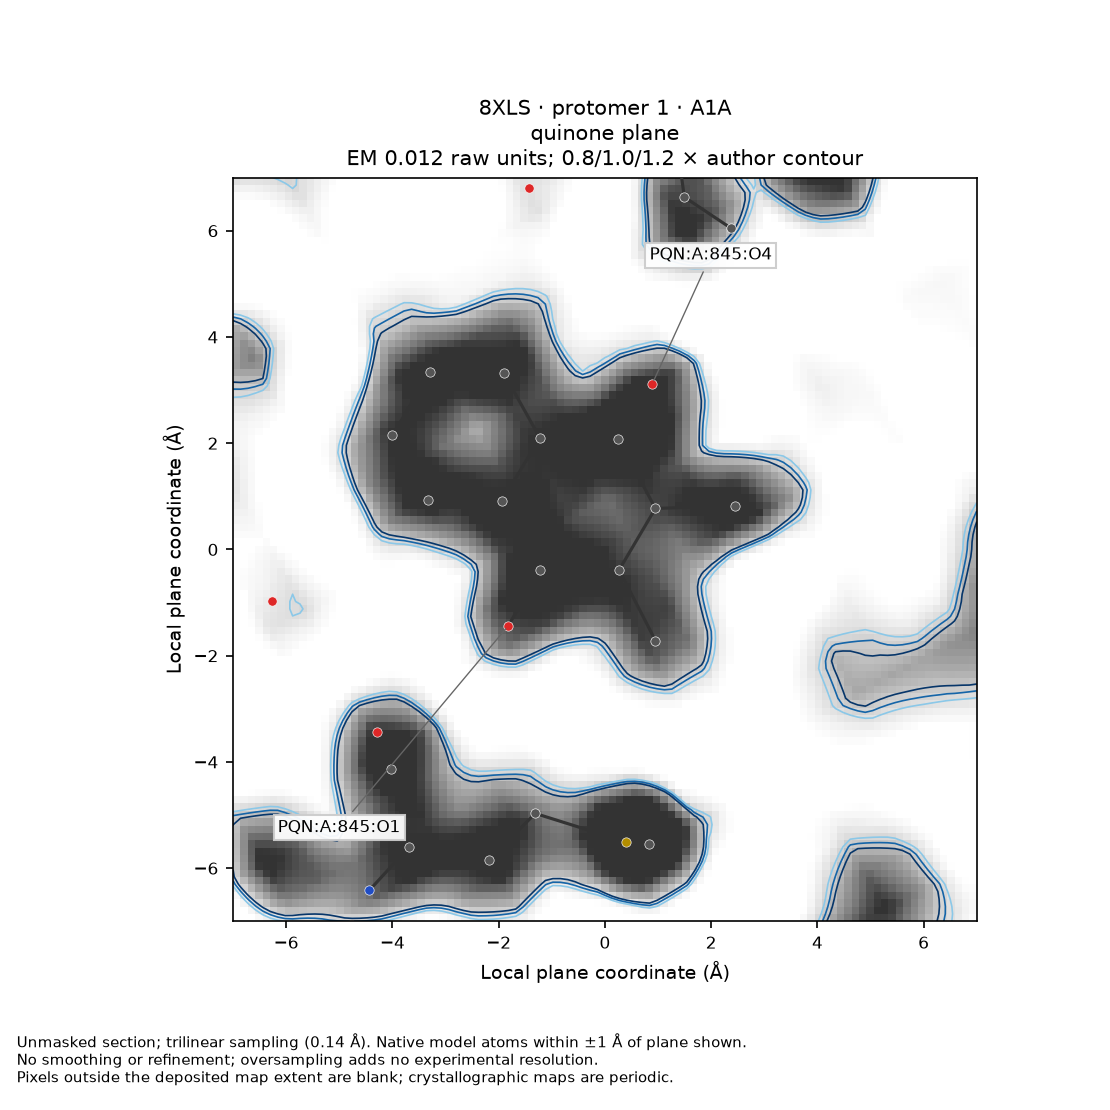 8XLS · protomer 1 · A1A
quinone plane
EM 0.012 raw units; 0.8/1.0/1.2 × author contour
Local plane coordinate (Å)
6
4
2
0
−2
−4
−6
PQN:A:845:O4
PQN:A:845:O1
−6
−4
−2
0
2
4
6
Local plane coordinate (Å)
Unmasked section; trilinear sampling (0.14 Å). Native model atoms within ±1 Å of plane shown.
No smoothing or refinement; oversampling adds no experimental resolution.
Pixels outside the deposited map extent are blank; crystallographic maps are periodic.